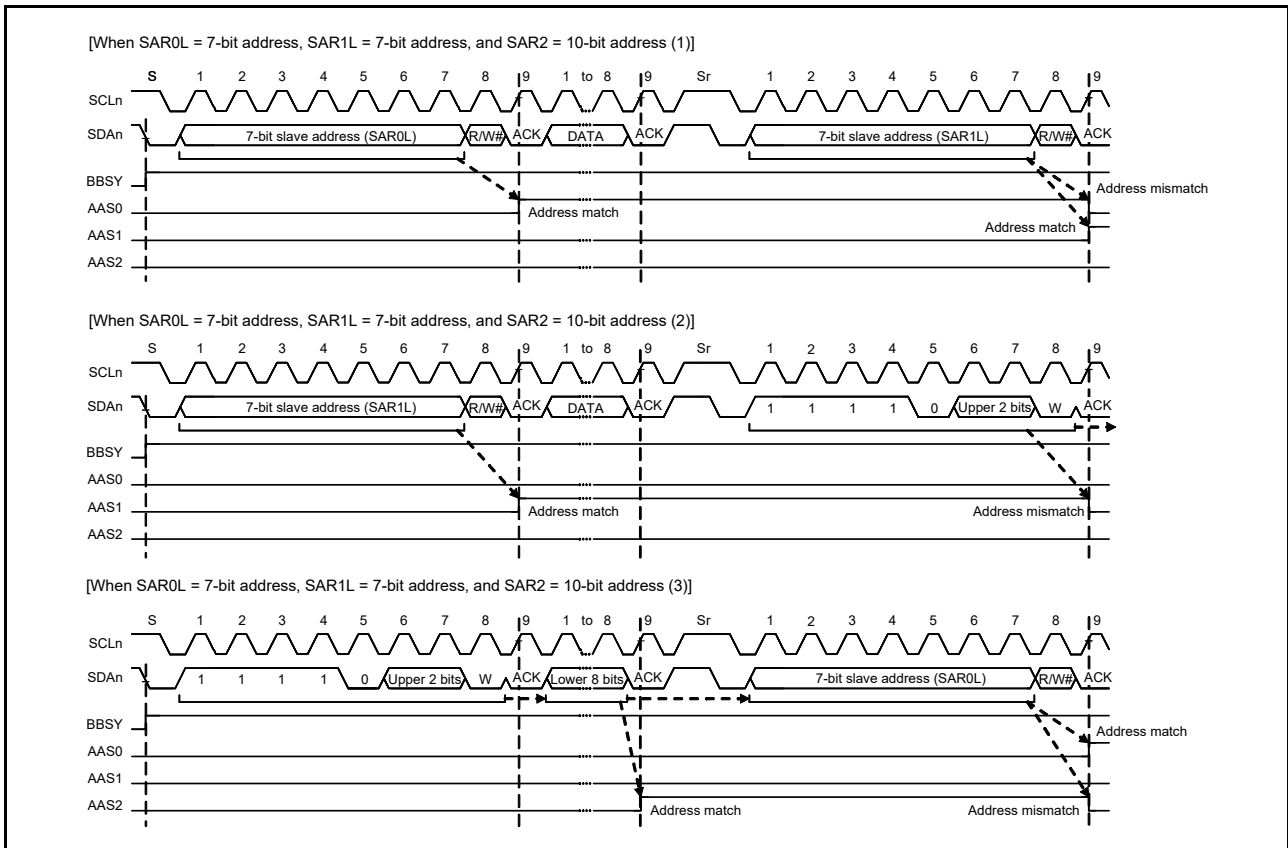 [When SAR0L = 7-bit address, SAR1L = 7-bit address, and SAR2 = 10-bit address (1)]
S 1 2 3 4 5 6 7 8 9 1 to 8 9 Sr 1 2 3 4 5 6 7 8 9
SCLn
SDAn 7-bit slave address (SAR0L) R/W# ACK DATA ACK 7-bit slave address (SAR1L) R/W# ACK
BBSY
Address mismatch
AAS0
Address match
Address match
AAS1
AAS2
[When SAR0L = 7-bit address, SAR1L = 7-bit address, and SAR2 = 10-bit address (2)]
S 1 2 3 4 5 6 7 8 9 1 to 8 9 Sr 1 2 3 4 5 6 7 8 9
SCLn
SDAn 7-bit slave address (SAR1L) R/W# ACK DATA ACK 1 1 1 1 0 Upper 2 bits W ACK
BBSY
AAS0
AAS1
Address match Address mismatch
AAS2
[When SAR0L = 7-bit address, SAR1L = 7-bit address, and SAR2 = 10-bit address (3)]
S 1 2 3 4 5 6 7 8 9 1 to 8 9 Sr 1 2 3 4 5 6 7 8 9
SCLn
SDAn 1 1 1 1 0 Upper 2 bits W ACK Lower 8 bits ACK 7-bit slave address (SAR0L) R/W# ACK
BBSY
Address match
AAS0
AAS1
AAS2
Address match Address mismatch